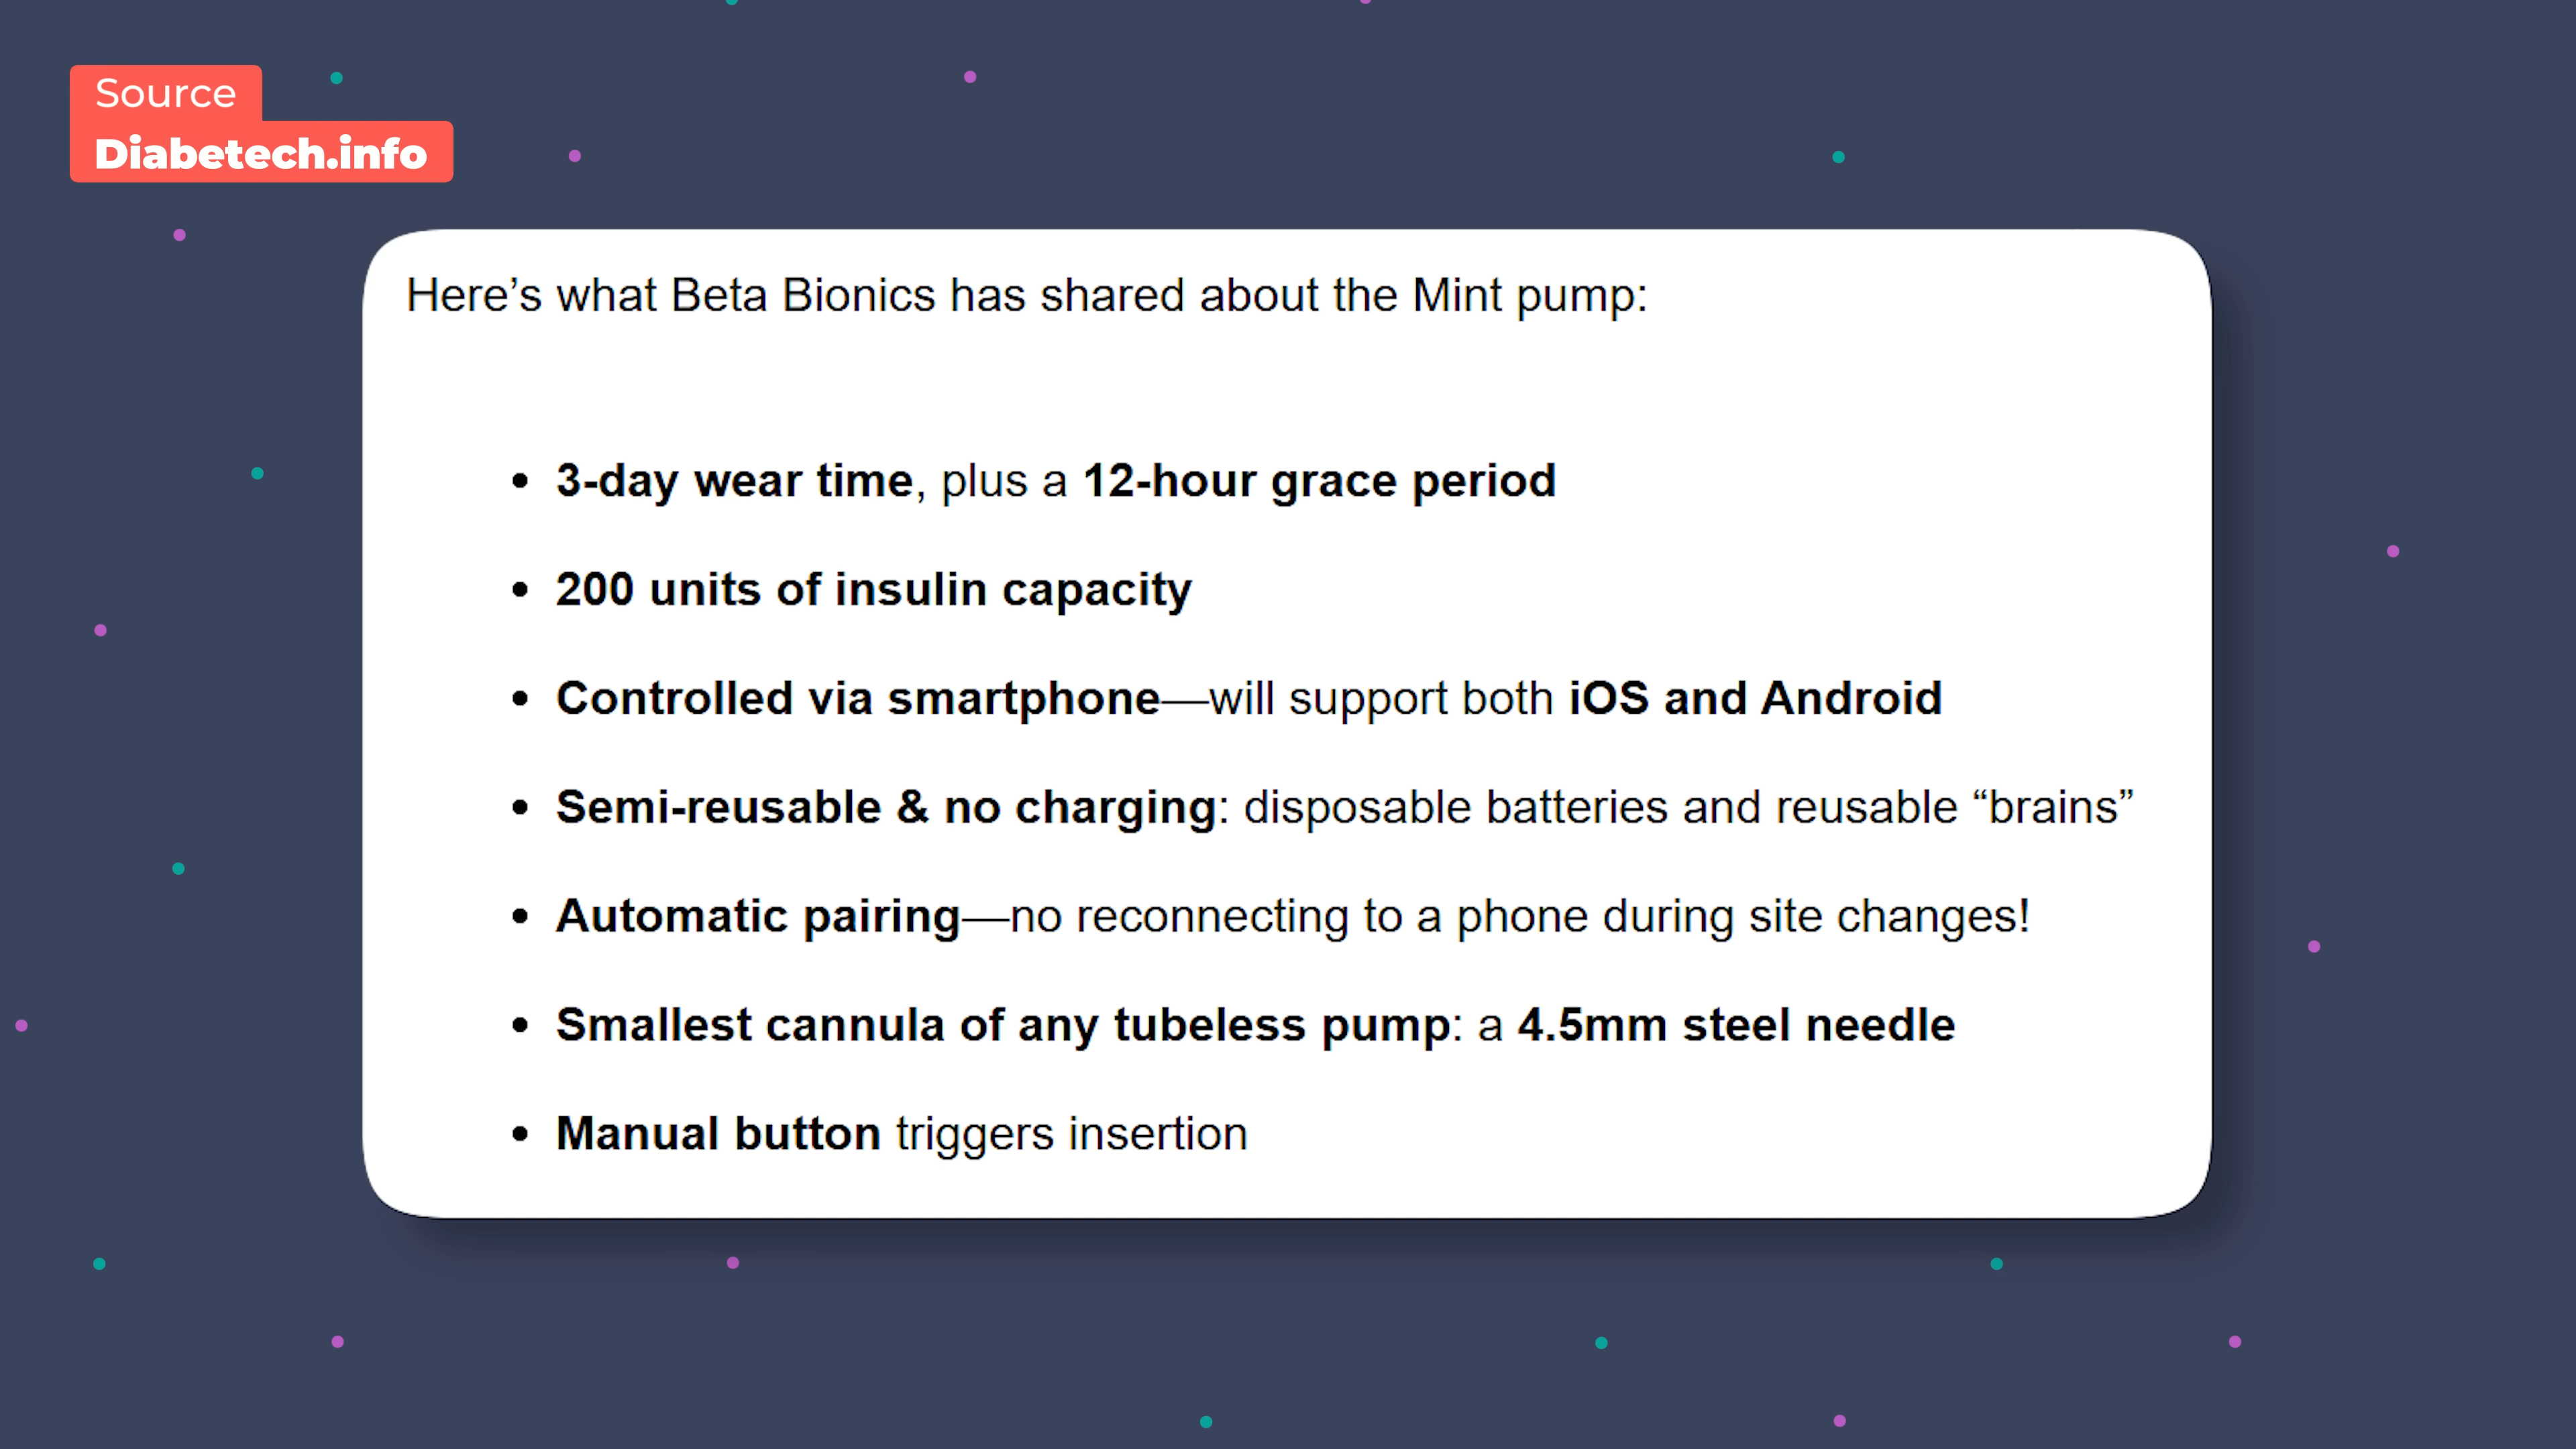 Source
Diabetech.info
Here’s what Beta Bionics has shared about the Mint pump:
• 3-day wear time, plus a 12-hour grace period
• 200 units of insulin capacity
• Controlled via smartphone—will support both iOS and Android
• Semi-reusable & no charging: disposable batteries and reusable “brains”
• Automatic pairing—no reconnecting to a phone during site changes!
• Smallest cannula of any tubeless pump: a 4.5mm steel needle
• Manual button triggers insertion